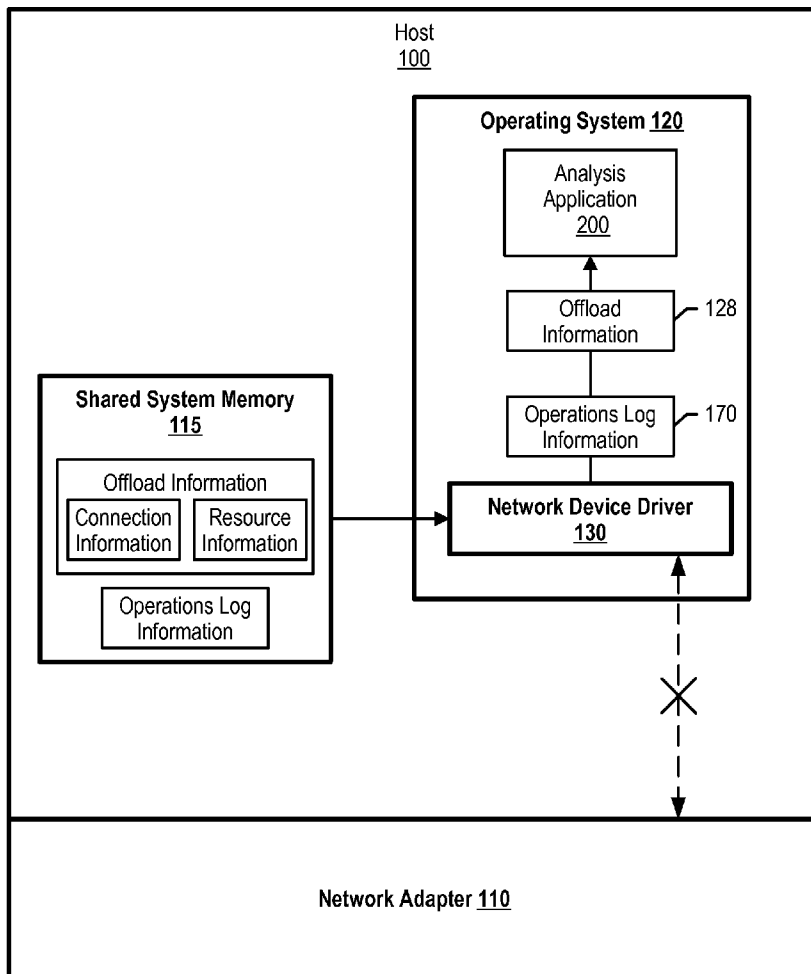 Host
100
Operating System 120
Analysis
Application
200
Offload
Information
128
Operations Log
Information
170
Network Device Driver
130
Shared System Memory
115
Offload Information
Connection
Information
Resource
Information
Operations Log
Information
Network Adapter 110